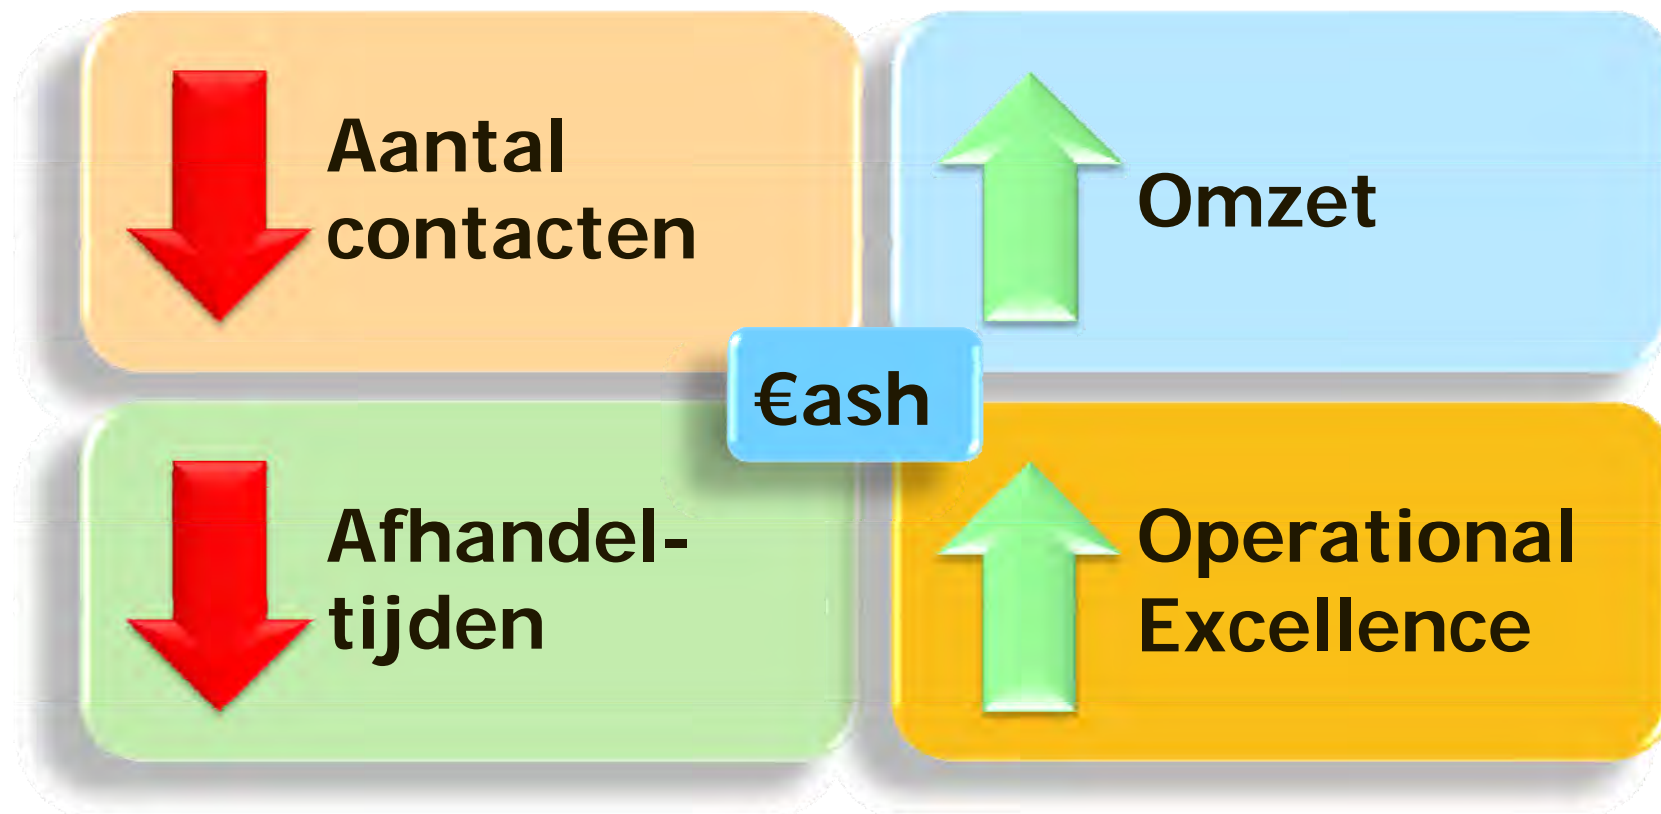 Aantal
contacten
Omzet
€ash
Afhandel-
tijden
Operational
Excellence